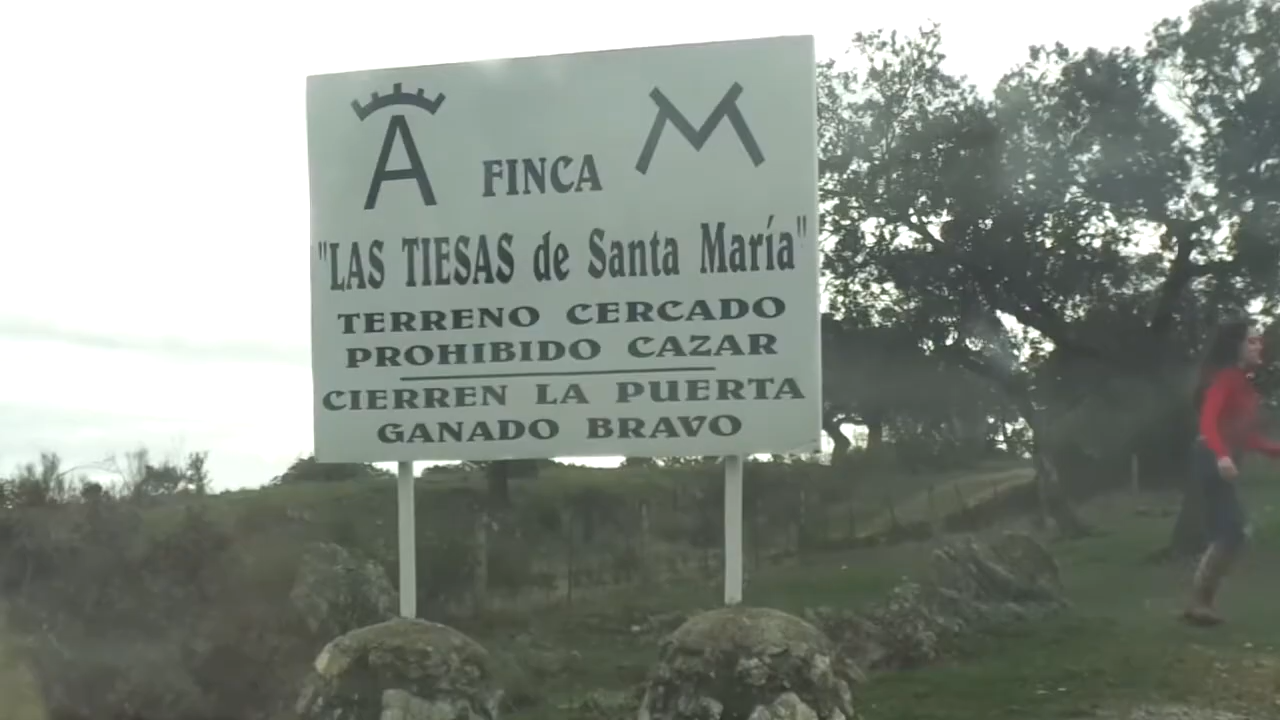 A FINCA M
"LAS TIESAS de Santa María"
TERRENO CERCADO
PROHIBIDO CAZAR
CIERREN LA PUERTA
GANADO BRAVO